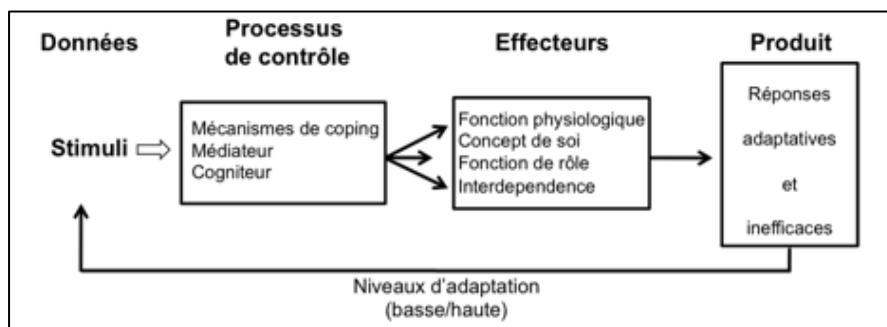 Données
Processus
de contrôle
Effecteurs
Produit
Stimuli
Mécanismes de coping
Médiateur
Cogniteur
Fonction physiologique
Concept de soi
Fonction de rôle
Interdependence
Réponses
adaptatives
et
inefficaces
Niveaux d'adaptation
(basse/haute)